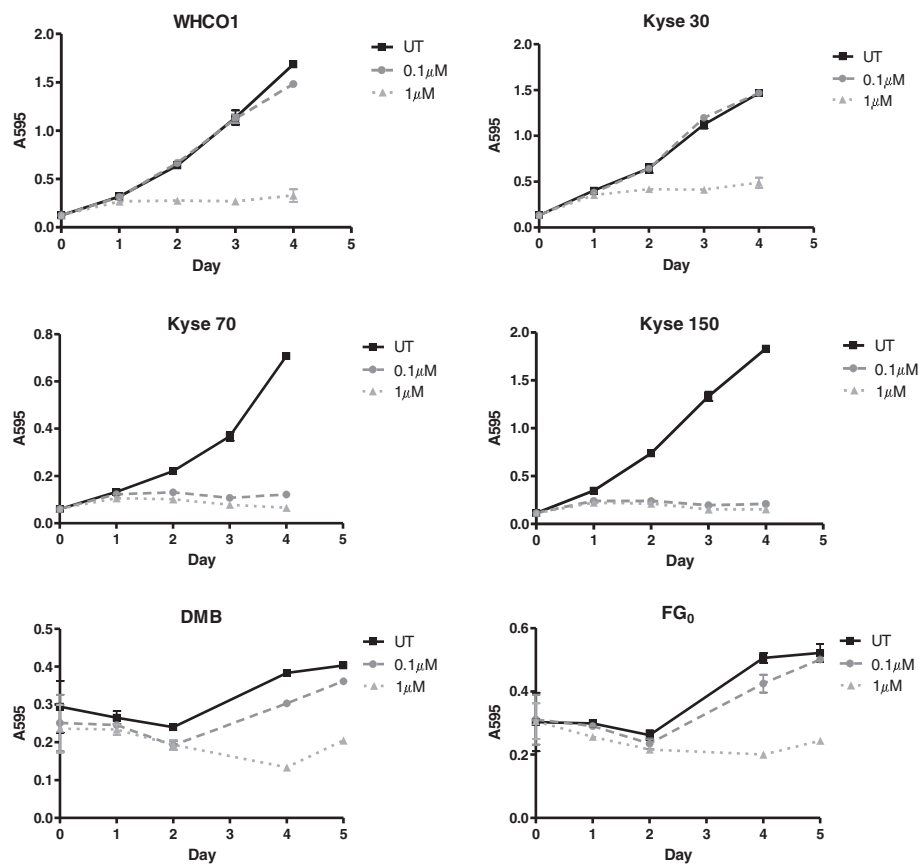 WHCO1
UT
0.1μM
1μM
2.0
1.5
1.0
0.5
0.0
A595
0 1 2 3 4 5
Day
Kyse 30
UT
0.1μM
1μM
2.0
1.5
1.0
0.5
0.0
A595
0 1 2 3 4 5
Day
Kyse 70
UT
0.1μM
1μM
0.8
0.6
0.4
0.2
0.0
A595
0 1 2 3 4 5
Day
Kyse 150
UT
0.1μM
1μM
2.0
1.5
1.0
0.5
0.0
A595
0 1 2 3 4 5
Day
DMB
UT
0.1μM
1μM
0.5
0.4
0.3
0.2
0.1
0.0
A595
0 1 2 3 4 5
Day
FG₀
UT
0.1μM
1μM
0.6
0.4
0.2
0.0
A595
0 1 2 3 4 5
Day